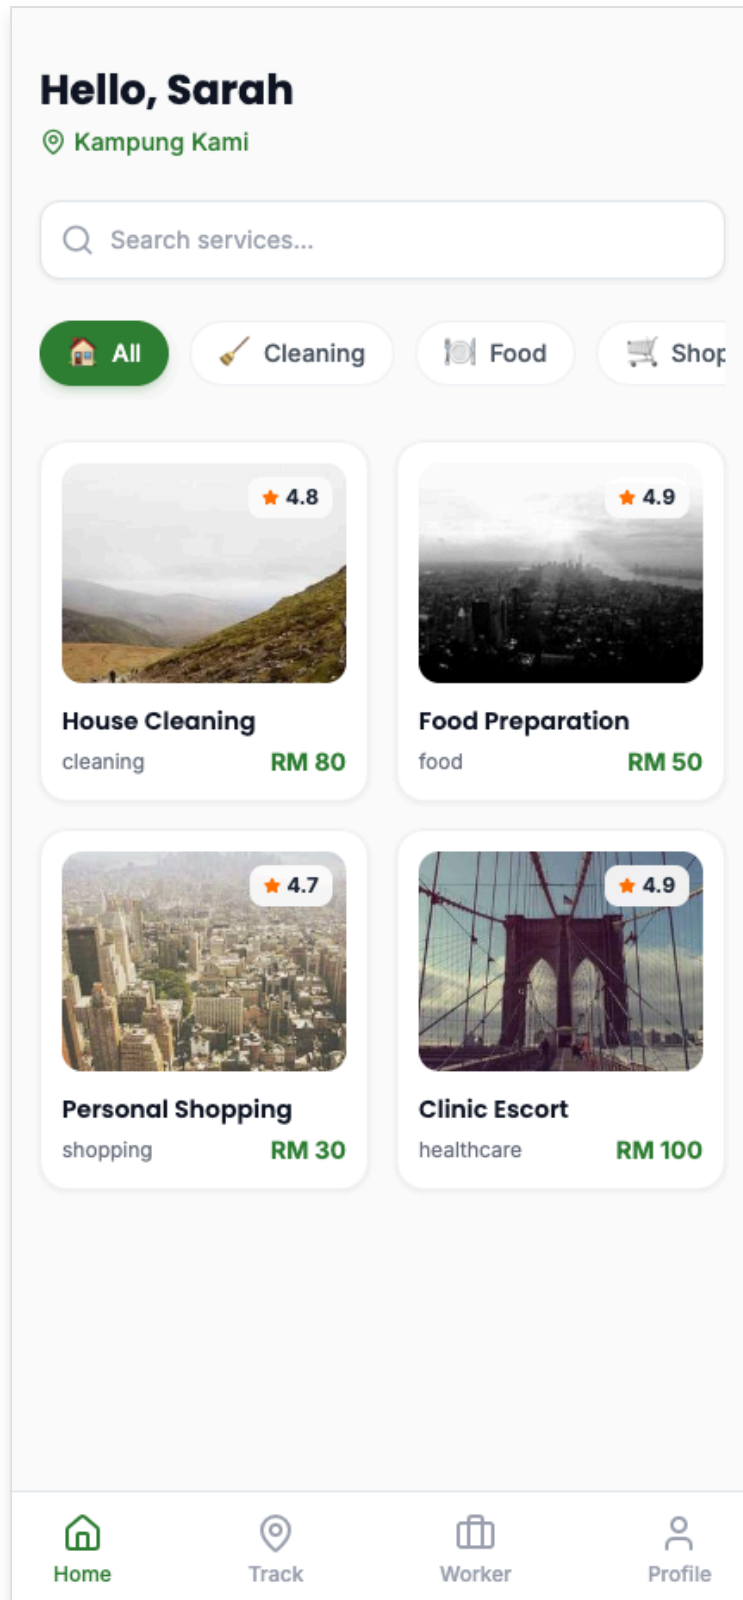 Hello, Sarah
Kampung Kami
Search services...
All Cleaning Food Shop
4.8 4.9
House Cleaning Food Preparation
cleaning RM 80 food RM 50
4.7 4.9
Personal Shopping Clinic Escort
shopping RM 30 healthcare RM 100
Home Track Worker Profile